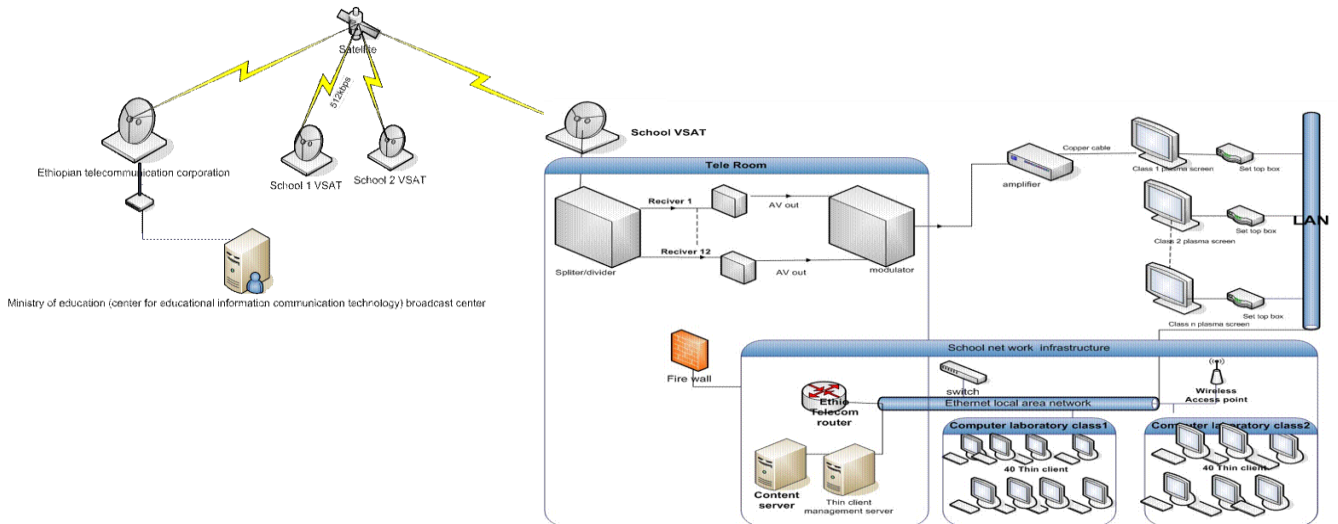 Satellite
512kbps
Ethiopian telecommunication corporation
School 1 VSAT
School 2 VSAT
Ministry of education (center for educational information communication technology) broadcast center
School VSAT
Tele Room
Reciver 1
AV out
Reciver 12
AV out
Spliter/divider
modulator
amplifier
Copper cable
Class 1 plasma screen
Set top box
Class 2 plasma screen
Set top box
Class n plasma screen
Set top box
LAN
School net work infrastructure
Fire wall
switch
Wireless
Access point
Ethio
Telecom
router
Ethernet local area network
Content
server
Thin client
management server
Computer laboratory class1
40 Thin client
Computer laboratory class2
40 Thin client